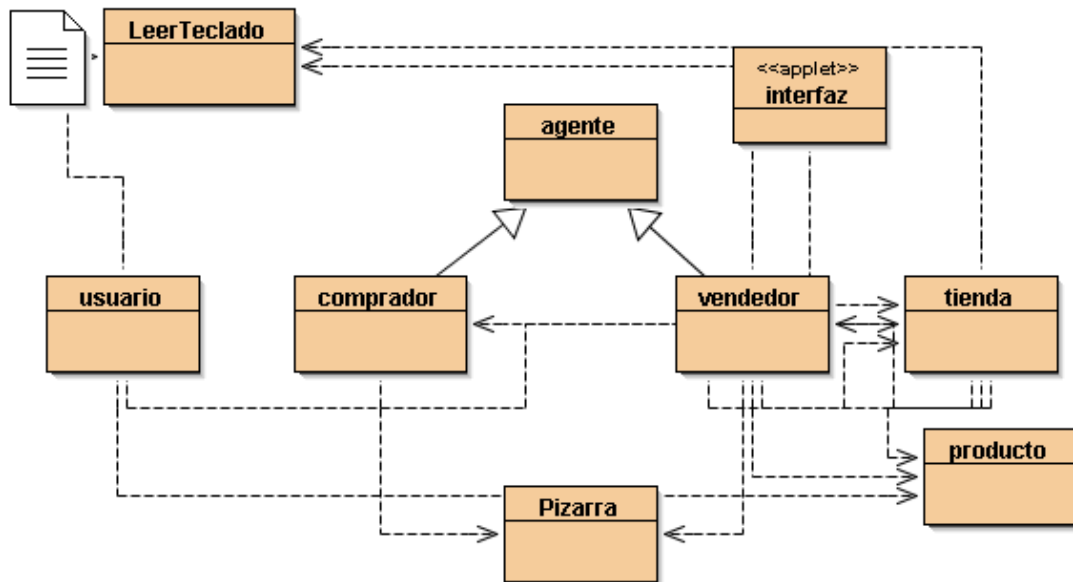 LeerTeclado
<<applet>>
interfaz
agente
usuario
comprador
vendedor
tienda
producto
Pizarra